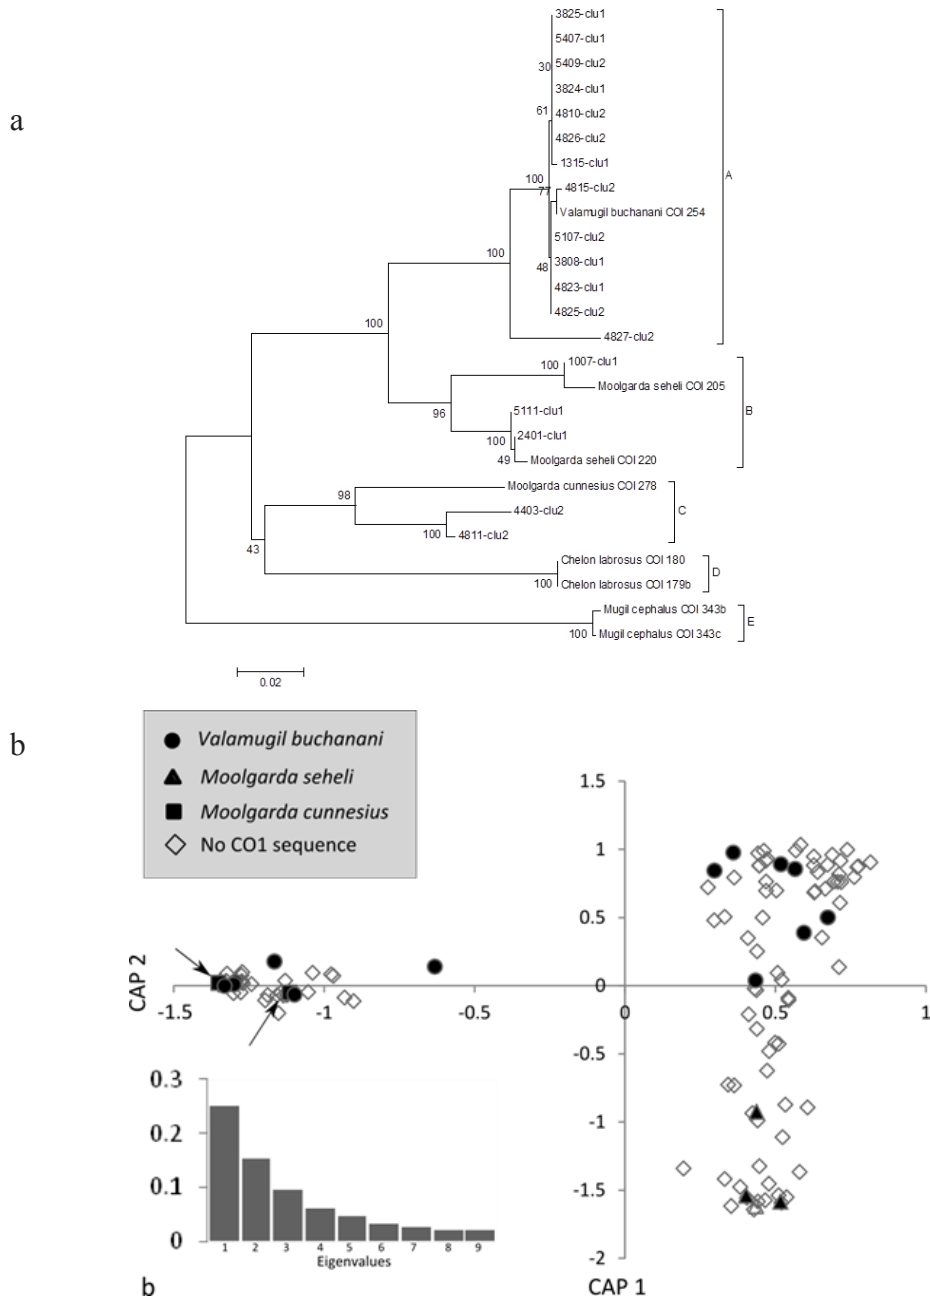 a
3825-clu1
5407-clu1
5409-clu2
30
3824-clu1
61
4810-clu2
4826-clu2
1315-clu1
A
100
77
4815-clu2
Valamugil buchanani COI 254
5107-clu2
100
3808-clu1
48
4823-clu1
4825-clu2
100
4827-clu2
1007-clu1
100
Moolgarda seheli COI 205
96
5111-clu1
B
2401-clu1
100
49
Moolgarda seheli COI 220
Moolgarda cunnesius COI 278
98
4403-clu2
C
100
4811-clu2
43
Chelon labrosus COI 180
D
100
Chelon labrosus COI 179b
Mugil cephalus COI 343b
E
100
Mugil cephalus COI 343c
0.02
b
Valamugil buchanani
Moolgarda seheli
Moolgarda cunnesius
No CO1 sequence
CAP 2
1.5
1
0.5
0
-0.5
-1
-1.5
-2
-1.5
-1
-0.5
0
0.5
1
CAP 1
0.3
0.2
0.1
0
1 2 3 4 5 6 7 8 9
Eigenvalues
b